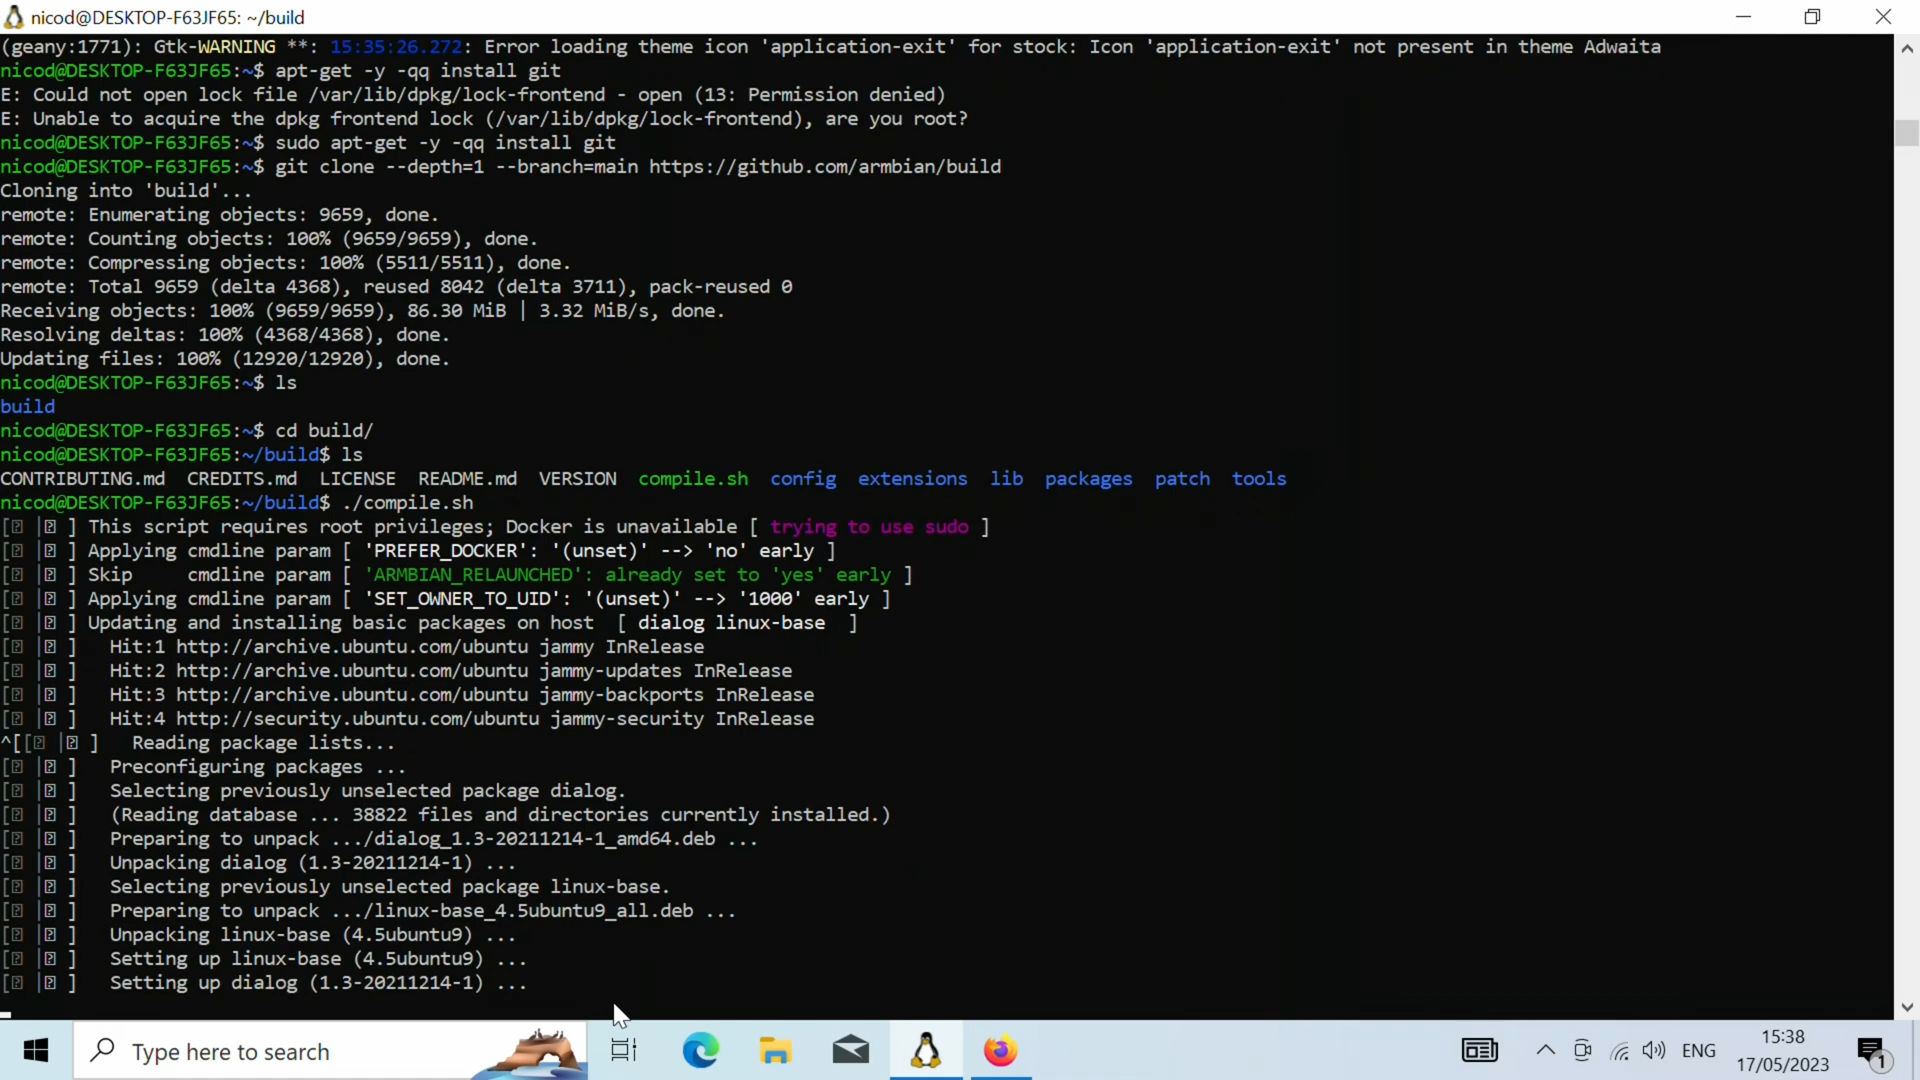 nicod@DESKTOP-F63JF65: ~/build
(geany:1771): Gtk-WARNING **: 15:35:26.272: Error loading theme icon 'application-exit' for stock: Icon 'application-exit' not present in theme Adwaita
nicod@DESKTOP-F63JF65:~$ apt-get -y -qq install git
E: Could not open lock file /var/lib/dpkg/lock-frontend - open (13: Permission denied)
E: Unable to acquire the dpkg frontend lock (/var/lib/dpkg/lock-frontend), are you root?
nicod@DESKTOP-F63JF65:~$ sudo apt-get -y -qq install git
nicod@DESKTOP-F63JF65:~$ git clone --depth=1 --branch=main https://github.com/armbian/build
Cloning into 'build'...
remote: Enumerating objects: 9659, done.
remote: Counting objects: 100% (9659/9659), done.
remote: Compressing objects: 100% (5511/5511), done.
remote: Total 9659 (delta 4368), reused 8042 (delta 3711), pack-reused 0
Receiving objects: 100% (9659/9659), 86.30 MiB | 3.32 MiB/s, done.
Resolving deltas: 100% (4368/4368), done.
Updating files: 100% (12920/12920), done.
nicod@DESKTOP-F63JF65:~$ ls
build
nicod@DESKTOP-F63JF65:~$ cd build/
nicod@DESKTOP-F63JF65:~/build$ ls
CONTRIBUTING.md  CREDITS.md  LICENSE  README.md  VERSION  compile.sh  config  extensions  lib  packages  patch  tools
nicod@DESKTOP-F63JF65:~/build$ ./compile.sh
[⍰ |⍰ ] This script requires root privileges; Docker is unavailable [ trying to use sudo ]
[⍰ |⍰ ] Applying cmdline param [ 'PREFER_DOCKER': '(unset)' --> 'no' early ]
[⍰ |⍰ ] Skip     cmdline param [ 'ARMBIAN_RELAUNCHED': already set to 'yes' early ]
[⍰ |⍰ ] Applying cmdline param [ 'SET_OWNER_TO_UID': '(unset)' --> '1000' early ]
[⍰ |⍰ ] Updating and installing basic packages on host  [ dialog linux-base  ]
[⍰ |⍰ ]   Hit:1 http://archive.ubuntu.com/ubuntu jammy InRelease
[⍰ |⍰ ]   Hit:2 http://archive.ubuntu.com/ubuntu jammy-updates InRelease
[⍰ |⍰ ]   Hit:3 http://archive.ubuntu.com/ubuntu jammy-backports InRelease
[⍰ |⍰ ]   Hit:4 http://security.ubuntu.com/ubuntu jammy-security InRelease
^[[⍰ |⍰ ]   Reading package lists...
[⍰ |⍰ ]   Preconfiguring packages ...
[⍰ |⍰ ]   Selecting previously unselected package dialog.
[⍰ |⍰ ]   (Reading database ... 38822 files and directories currently installed.)
[⍰ |⍰ ]   Preparing to unpack .../dialog_1.3-20211214-1_amd64.deb ...
[⍰ |⍰ ]   Unpacking dialog (1.3-20211214-1) ...
[⍰ |⍰ ]   Selecting previously unselected package linux-base.
[⍰ |⍰ ]   Preparing to unpack .../linux-base_4.5ubuntu9_all.deb ...
[⍰ |⍰ ]   Unpacking linux-base (4.5ubuntu9) ...
[⍰ |⍰ ]   Setting up linux-base (4.5ubuntu9) ...
[⍰ |⍰ ]   Setting up dialog (1.3-20211214-1) ...
Type here to search
ENG
15:38
17/05/2023
1